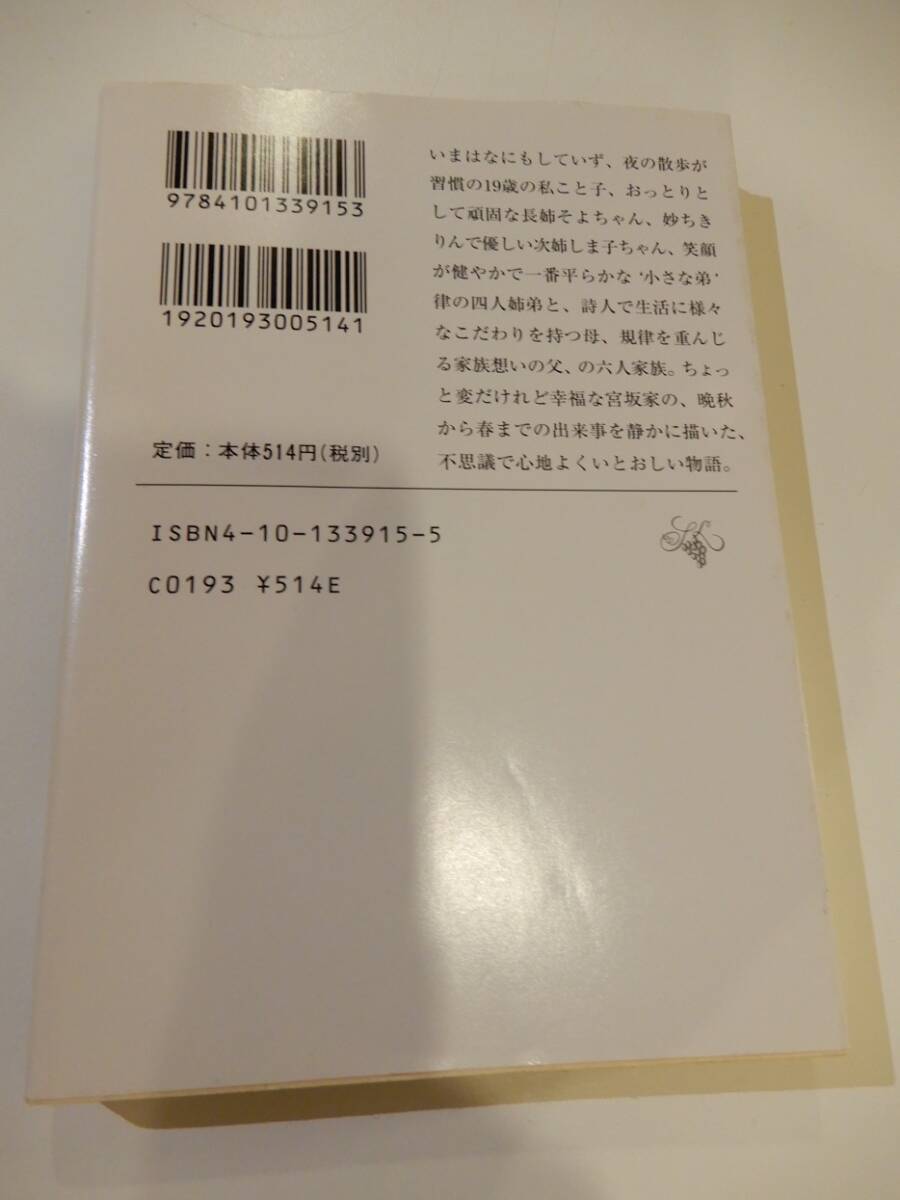 9784101339153
1920193005141
定価：本体514円(税別)
いまはなにもしていず、夜の散歩が
習慣の19歳の私こと子、おっとりと
して頑固な長姉そよちゃん、妙ちき
りんで優しい次姉しま子ちゃん、笑顔
が健やかで一番平らかな‘小さな弟’
律の四人姉弟と、詩人で生活に様々
なこだわりを持つ母、規律を重んじ
る家族想いの父、の六人家族。ちょっ
と変だけれど幸福な宮坂家の、晩秋
から春までの出来事を静かに描いた、
不思議で心地よくいとおしい物語。
ISBN4-10-133915-5
C0193 ¥514E